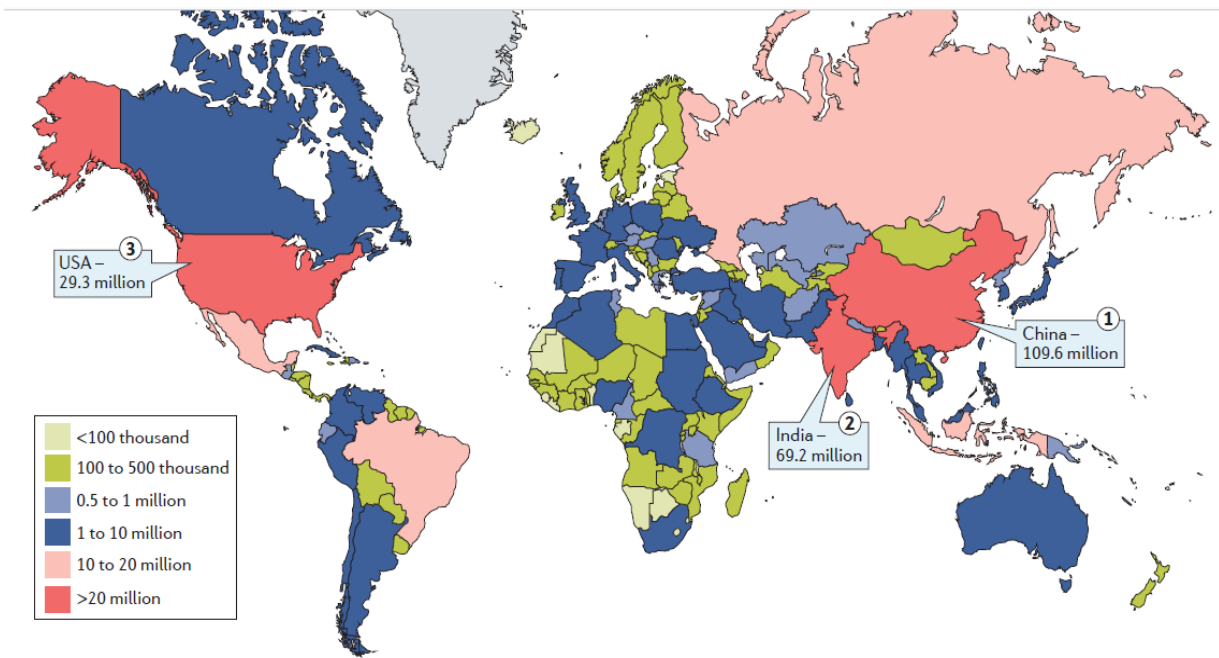 3
USA –
29.3 million
1
China –
109.6 million
2
India –
69.2 million
<100 thousand
100 to 500 thousand
0.5 to 1 million
1 to 10 million
10 to 20 million
>20 million